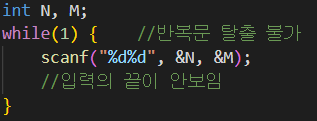 int N, M;
while(1) {    //반복문 탈출 불가
    scanf("%d%d", &N, &M);
    //입력의 끝이 안보임
}